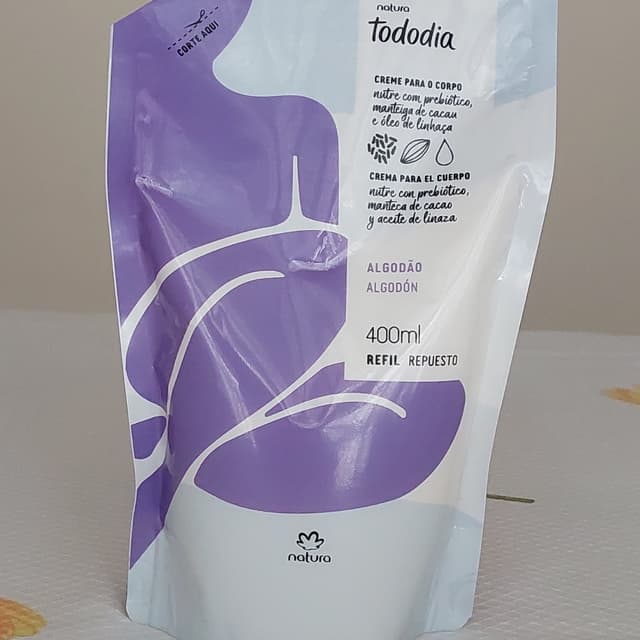 CORTE AQUI
natura
tododia
CREME PARA O CORPO
nutre com prebiótico,
manteiga de cacau
e óleo de linhaça
CREMA PARA EL CUERPO
nutre con prebiótico,
manteca de cacao
y aceite de linaza
ALGODÃO
ALGODÓN
400ml
REFIL REPUESTO
natura